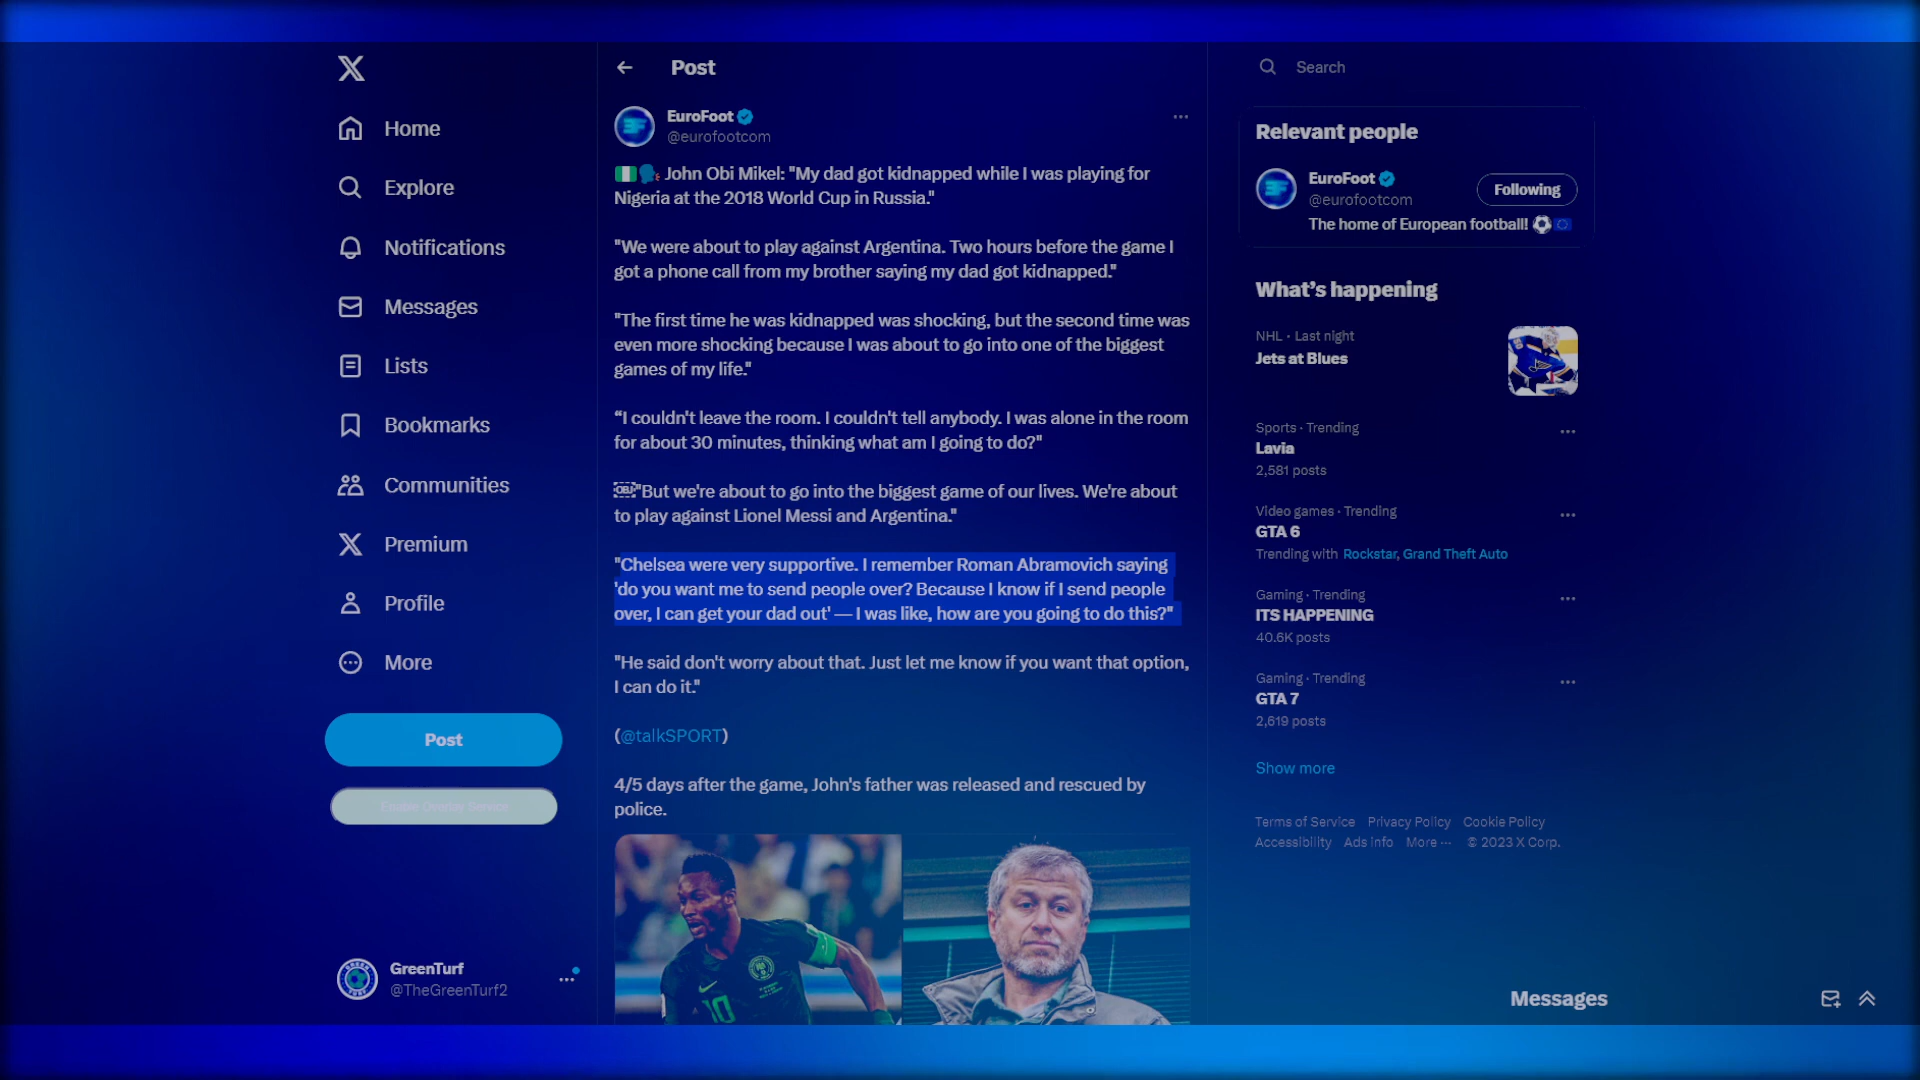 Home
Explore
Notifications
Messages
Lists
Bookmarks
Communities
Premium
Profile
More
Post
Enable Overlay Service
GreenTurf
@TheGreenTurf2
Post
EuroFoot
@eurofootcom
John Obi Mikel: "My dad got kidnapped while I was playing for
Nigeria at the 2018 World Cup in Russia."
"We were about to play against Argentina. Two hours before the game I
got a phone call from my brother saying my dad got kidnapped."
"The first time he was kidnapped was shocking, but the second time was
even more shocking because I was about to go into one of the biggest
games of my life."
“I couldn't leave the room. I couldn't tell anybody. I was alone in the room
for about 30 minutes, thinking what am I going to do?"
OBJ"But we're about to go into the biggest game of our lives. We're about
to play against Lionel Messi and Argentina."
"Chelsea were very supportive. I remember Roman Abramovich saying
'do you want me to send people over? Because I know if I send people
over, I can get your dad out' — I was like, how are you going to do this?"
"He said don't worry about that. Just let me know if you want that option,
I can do it."
(@talkSPORT)
4/5 days after the game, John's father was released and rescued by
police.
10
Search
Relevant people
EuroFoot
@eurofootcom
Following
The home of European football!
What's happening
NHL · Last night
Jets at Blues
Sports · Trending
Lavia
2,581 posts
Video games · Trending
GTA 6
Trending with Rockstar, Grand Theft Auto
Gaming · Trending
ITS HAPPENING
40.6K posts
Gaming · Trending
GTA 7
2,619 posts
Show more
Terms of Service Privacy Policy Cookie Policy
Accessibility Ads info More ··· © 2023 X Corp.
Messages